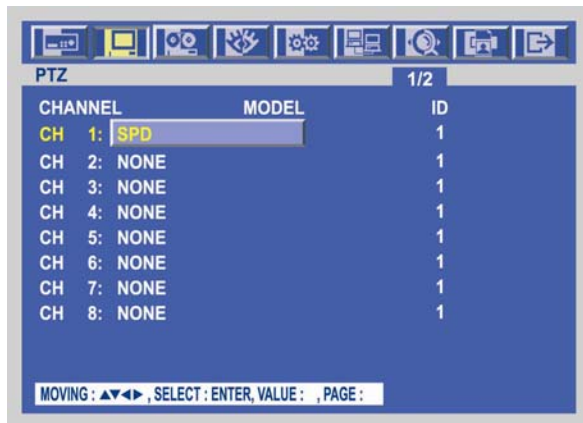 PTZ 1/2
CHANNEL MODEL ID
CH 1: SPD 1
CH 2: NONE 1
CH 3: NONE 1
CH 4: NONE 1
CH 5: NONE 1
CH 6: NONE 1
CH 7: NONE 1
CH 8: NONE 1
MOVING : ▲▼◀▶ , SELECT : ENTER, VALUE : , PAGE :